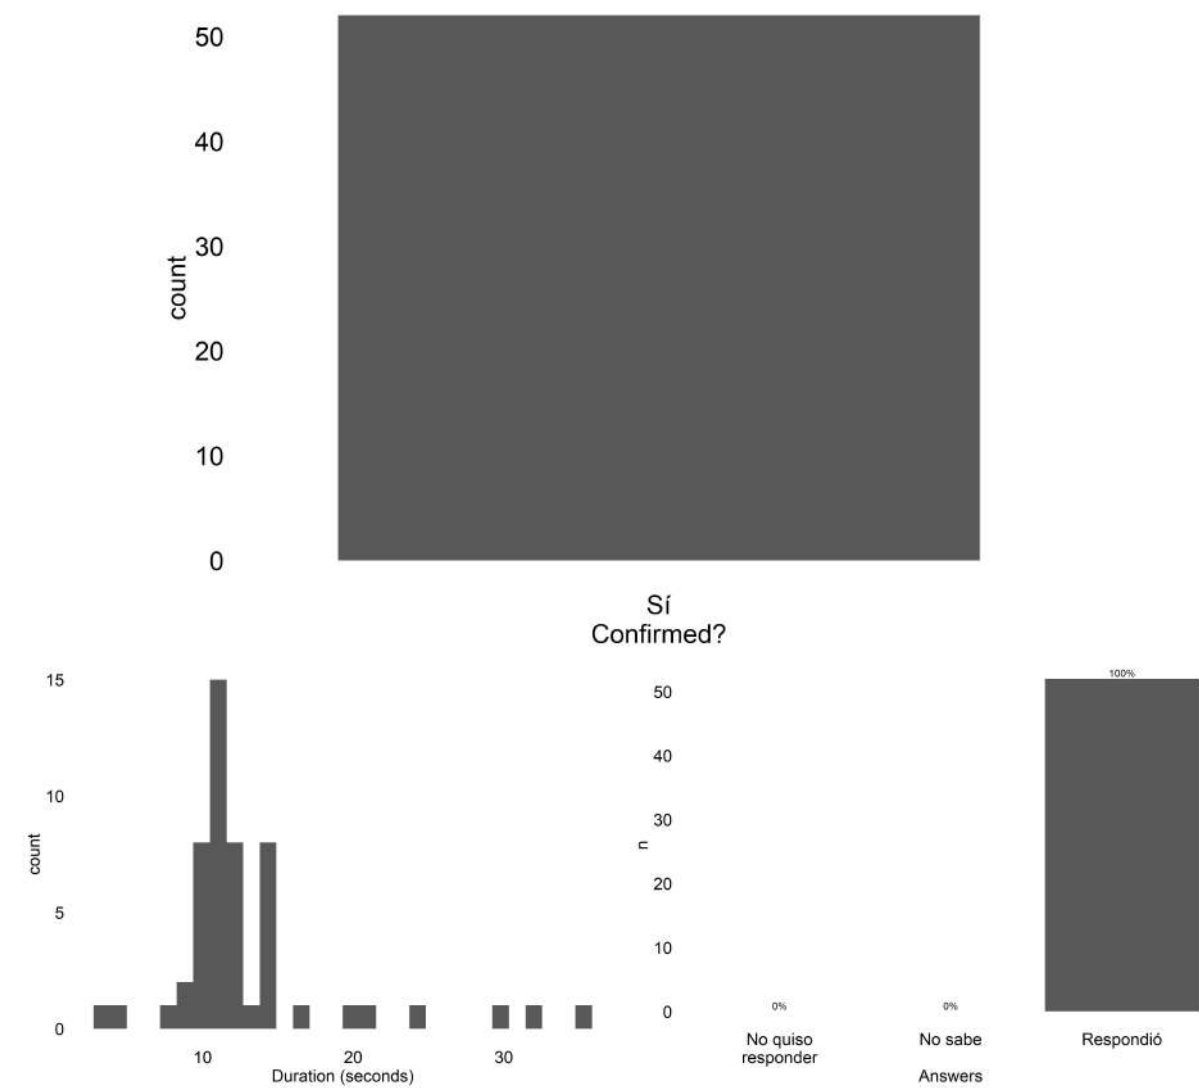 50
40
30
20
10
0
count
Sí
Confirmed?
15
10
5
0
count
10 20 30
Duration (seconds)
100%
50
40
30
20
10
0
n
0% 0%
No quiso
responder
No sabe
Respondió
Answers